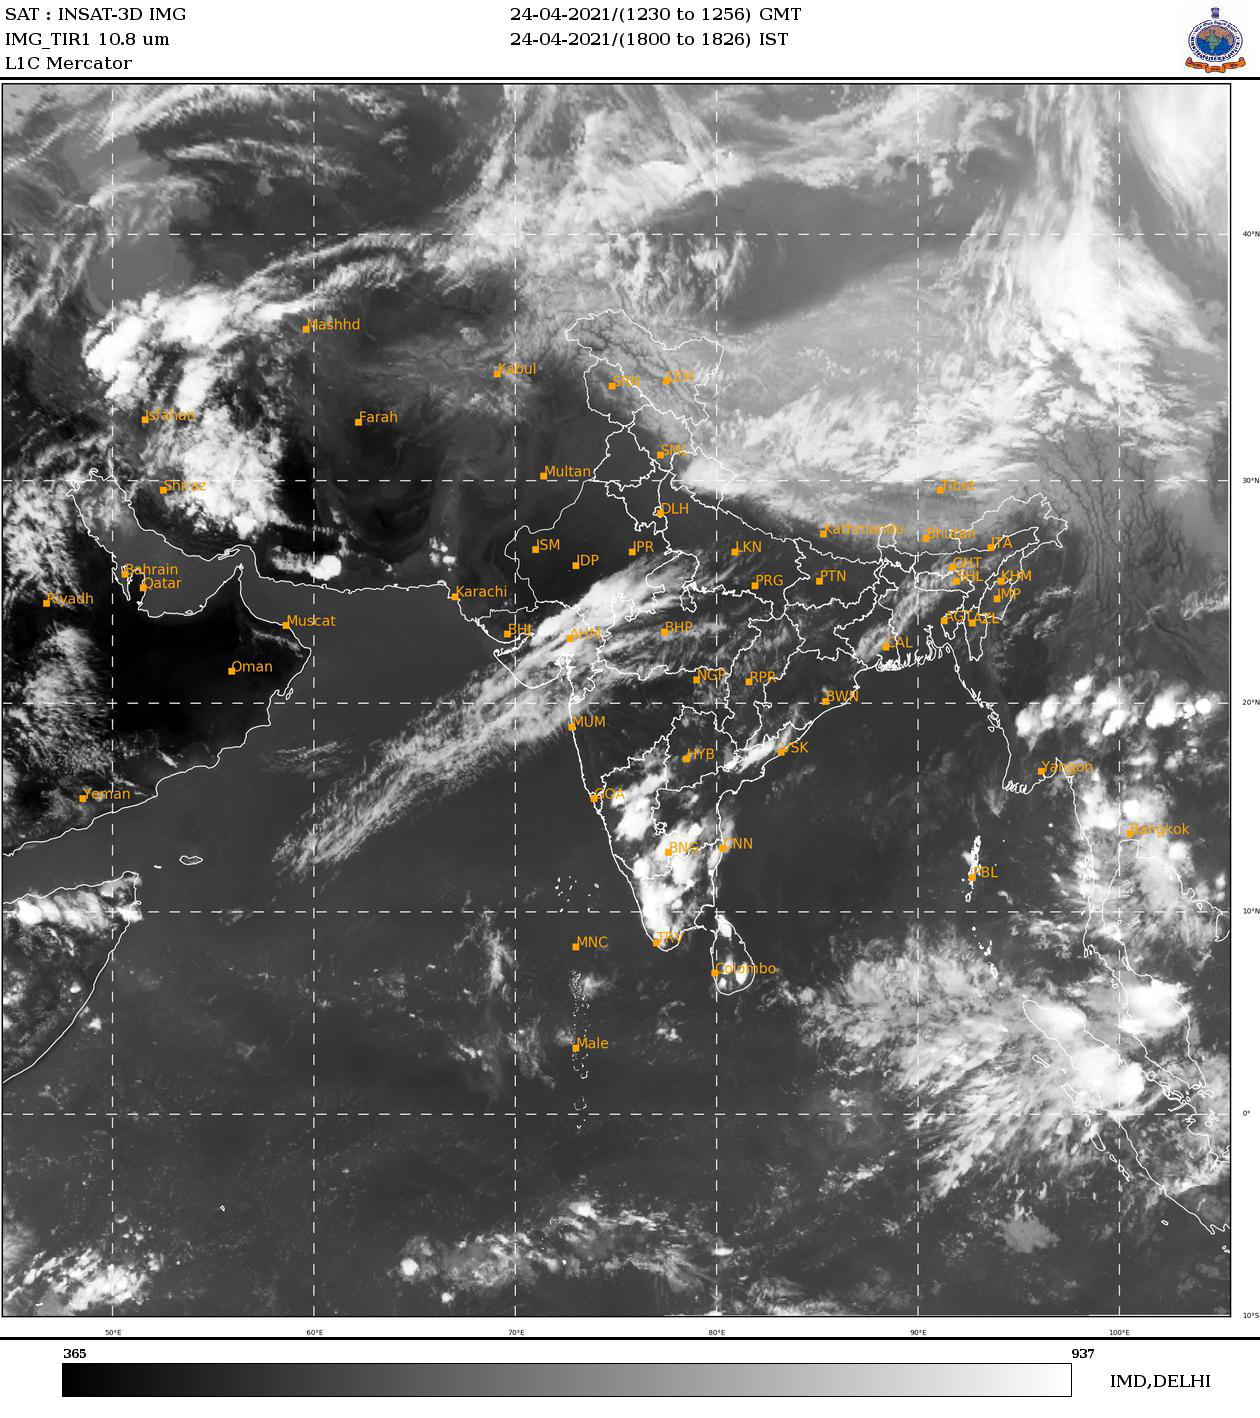 SAT : INSAT-3D IMG
IMG_TIR1 10.8 um
L1C Mercator
24-04-2021/(1230 to 1256) GMT
24-04-2021/(1800 to 1826) IST
40°N
Mashhd
Kabul
SRN
LDH
Isfahan
Farah
SML
Multan
30°N
Shiraz
Tibet
DLH
Kathmandu
Bhutan
ITA
JSM
JPR
LKN
JDP
GHT
SHL
KHM
Bahrain
Qatar
PRG
PTN
Karachi
IMP
Riyadh
Muscat
BHJ
AHM
BHP
AGT
AZL
CAL
Oman
NGP
RPR
BWN
20°N
MUM
HYB
VSK
Yangon
Yeman
GOA
Bangkok
BNG
CNN
PBL
10°N
MNC
TRV
Colombo
Male
0°
10°S
50°E
60°E
70°E
80°E
90°E
100°E
365
937
IMD,DELHI